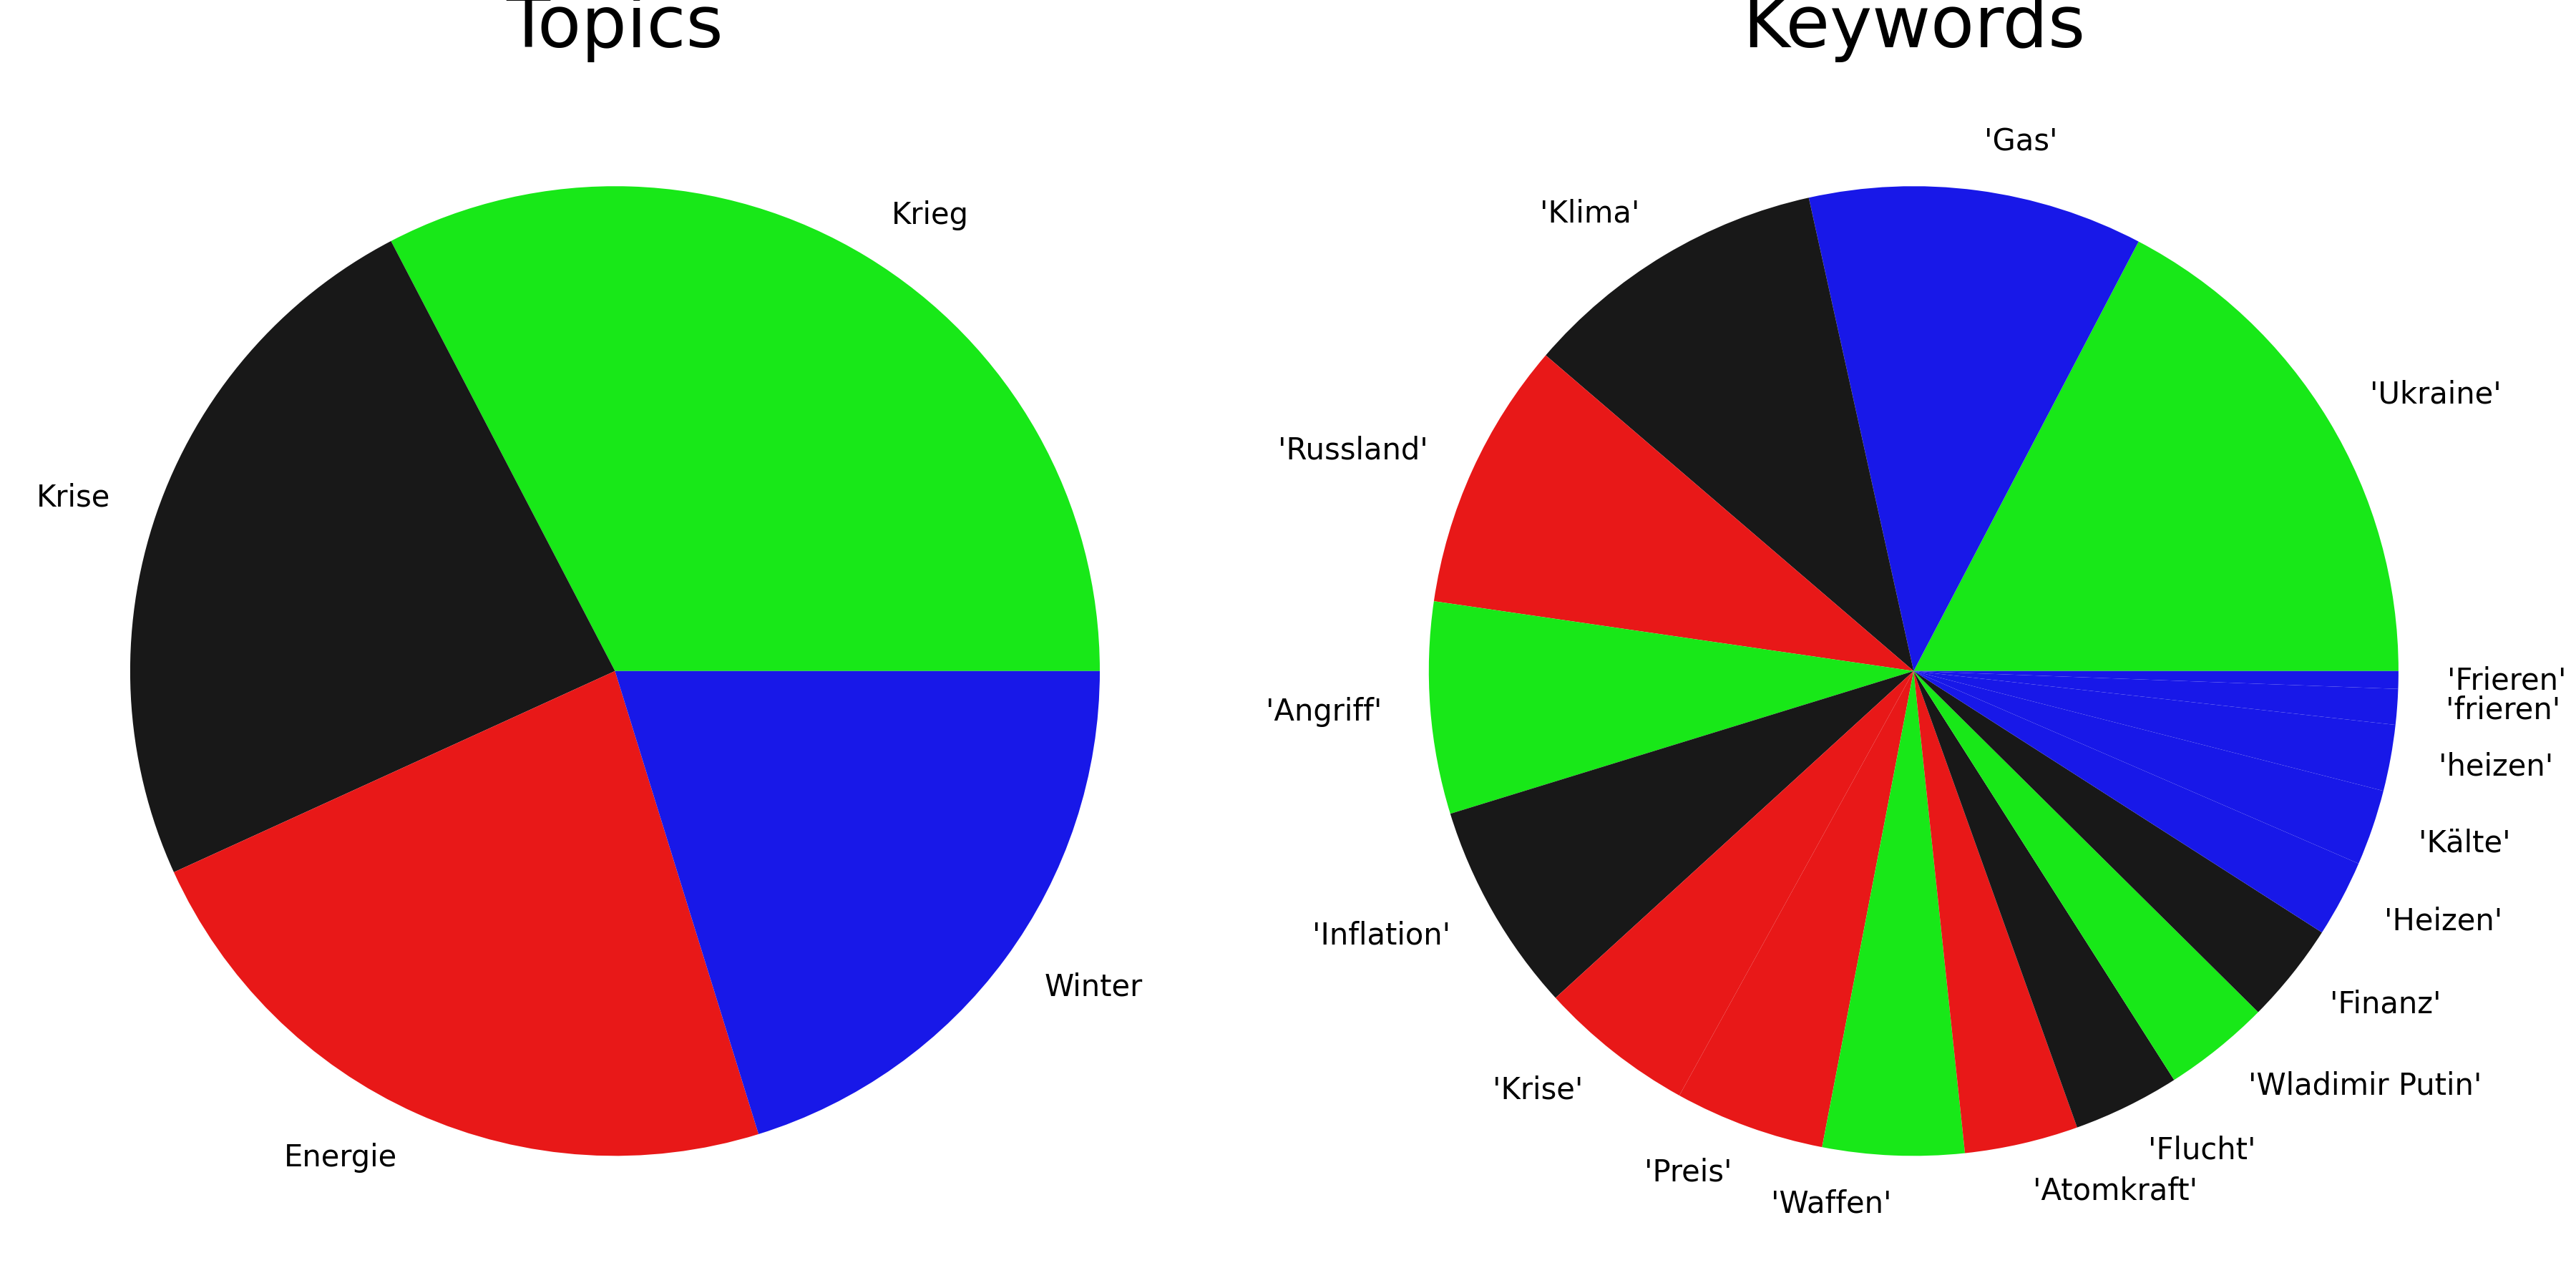 Topics
Krieg
Krise
Energie
Winter
Keywords
'Gas'
'Klima'
'Ukraine'
'Russland'
'Angriff'
'Inflation'
'Krise'
'Preis'
'Waffen'
'Atomkraft'
'Flucht'
'Wladimir Putin'
'Finanz'
'Heizen'
'Kälte'
'heizen'
'frieren'
'Frieren'